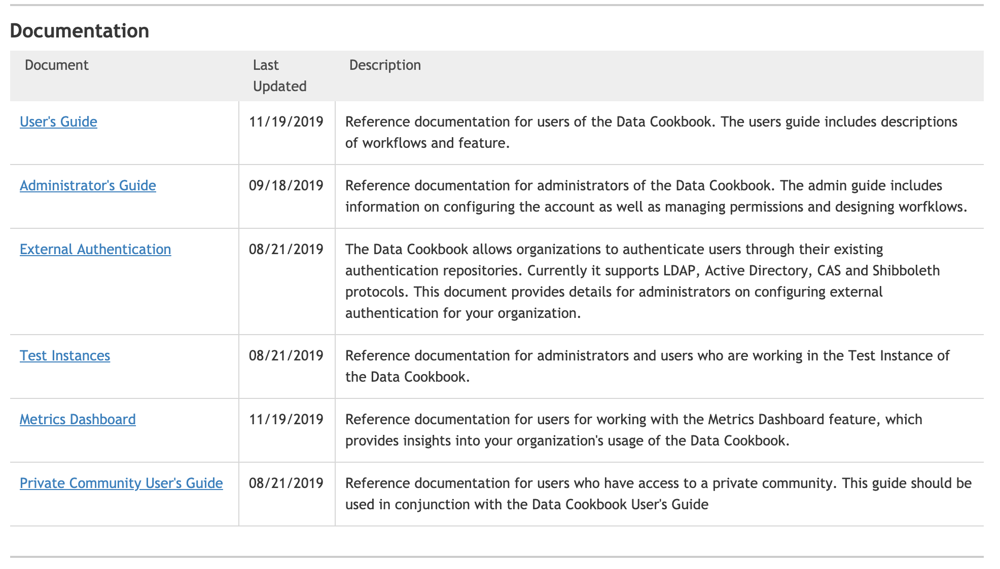 Documentation
Document
Last
Updated
Description
User's Guide
11/19/2019
Reference documentation for users of the Data Cookbook. The users guide includes descriptions
of workflows and feature.
Administrator's Guide
09/18/2019
Reference documentation for administrators of the Data Cookbook. The admin guide includes
information on configuring the account as well as managing permissions and designing worfklows.
External Authentication
08/21/2019
The Data Cookbook allows organizations to authenticate users through their existing
authentication repositories. Currently it supports LDAP, Active Directory, CAS and Shibboleth
protocols. This document provides details for administrators on configuring external
authentication for your organization.
Test Instances
08/21/2019
Reference documentation for administrators and users who are working in the Test Instance of
the Data Cookbook.
Metrics Dashboard
11/19/2019
Reference documentation for users for working with the Metrics Dashboard feature, which
provides insights into your organization's usage of the Data Cookbook.
Private Community User's Guide
08/21/2019
Reference documentation for users who have access to a private community. This guide should be
used in conjunction with the Data Cookbook User's Guide